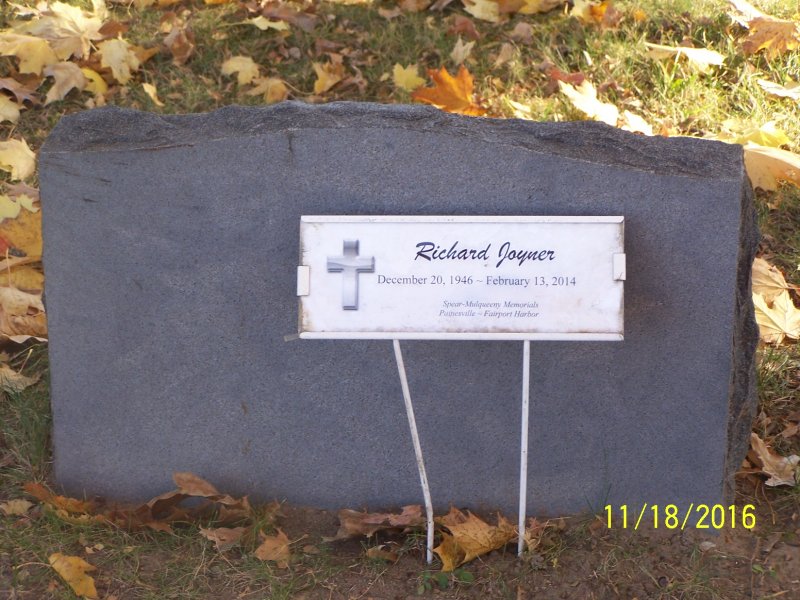 Richard Joyner
December 20, 1946 ~ February 13, 2014
Spear-Mulqueeny Memorials
Painesville ~ Fairport Harbor
11/18/2016